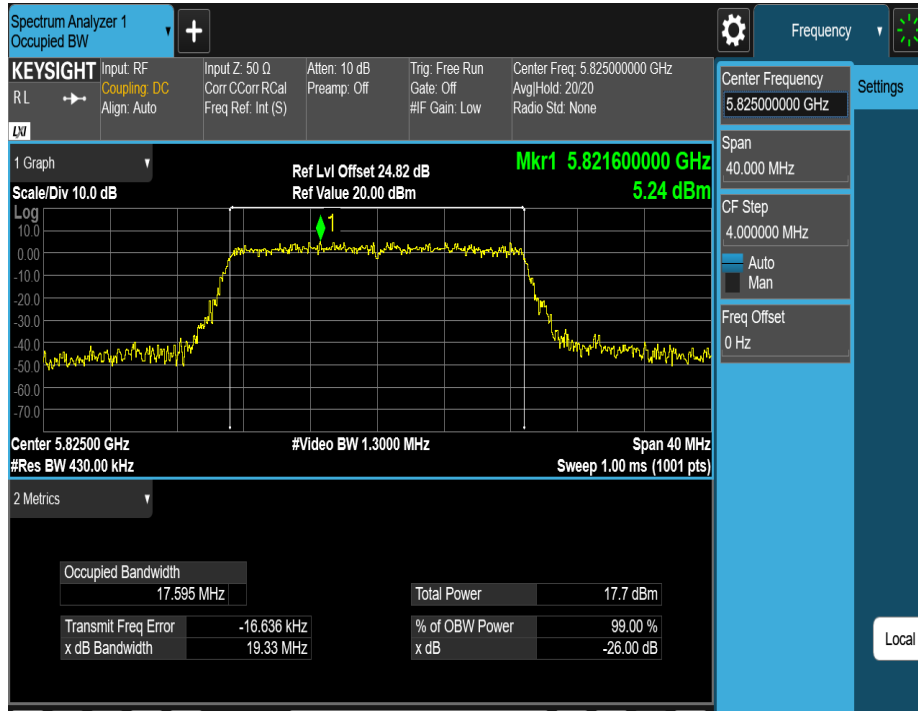 Spectrum Analyzer 1
Occupied BW
+
Frequency
KEYSIGHT
R L
LXI
Input: RF
Coupling: DC
Align: Auto
Input Z: 50 Ω
Corr CCorr RCal
Freq Ref: Int (S)
Atten: 10 dB
Preamp: Off
Trig: Free Run
Gate: Off
#IF Gain: Low
Center Freq: 5.825000000 GHz
Avg|Hold: 20/20
Radio Std: None
Center Frequency
5.825000000 GHz
Settings
Span
40.000 MHz
CF Step
4.000000 MHz
Auto
Man
Freq Offset
0 Hz
Local
1 Graph
Scale/Div 10.0 dB
Ref Lvl Offset 24.82 dB
Ref Value 20.00 dBm
Mkr1 5.821600000 GHz
5.24 dBm
Log
10.0
0.00
-10.0
-20.0
-30.0
-40.0
-50.0
-60.0
-70.0
1
Center 5.82500 GHz
#Res BW 430.00 kHz
#Video BW 1.3000 MHz
Span 40 MHz
Sweep 1.00 ms (1001 pts)
2 Metrics
Occupied Bandwidth
17.595 MHz
Transmit Freq Error -16.636 kHz
x dB Bandwidth 19.33 MHz
Total Power 17.7 dBm
% of OBW Power 99.00 %
x dB -26.00 dB